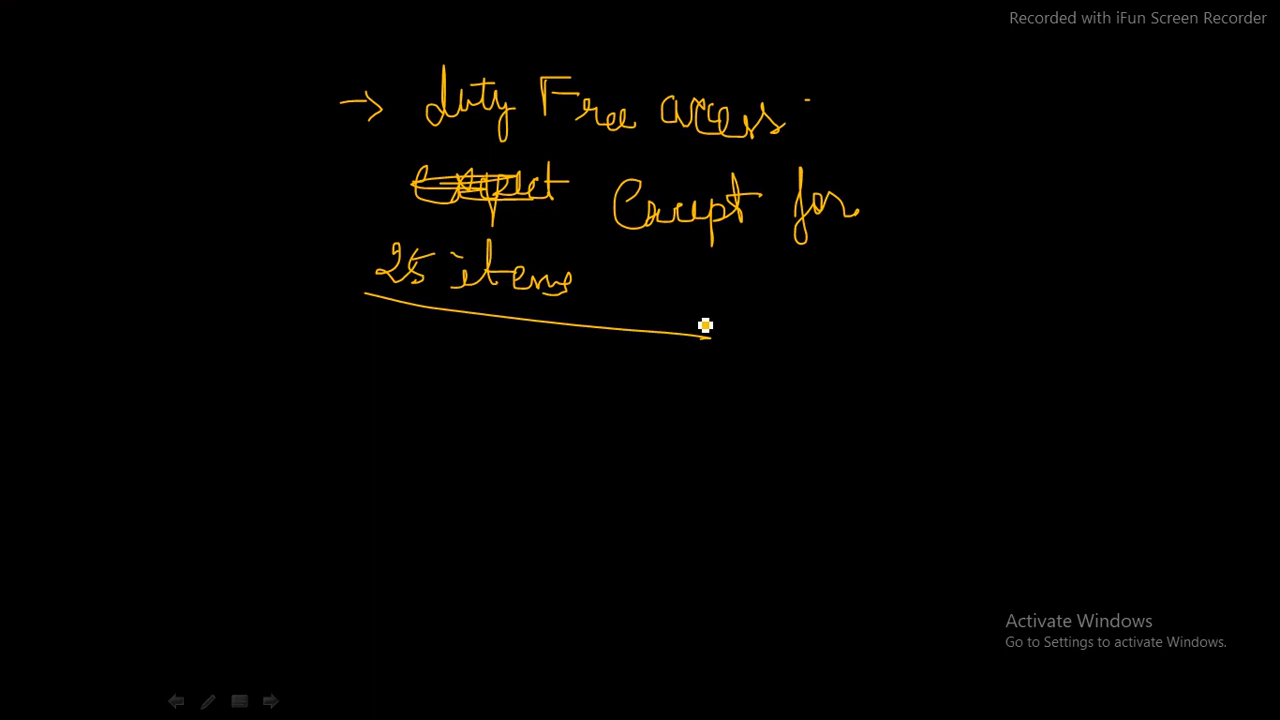 Recorded with iFun Screen Recorder
→ duty Free access
Except for
25 items
Activate Windows
Go to Settings to activate Windows.